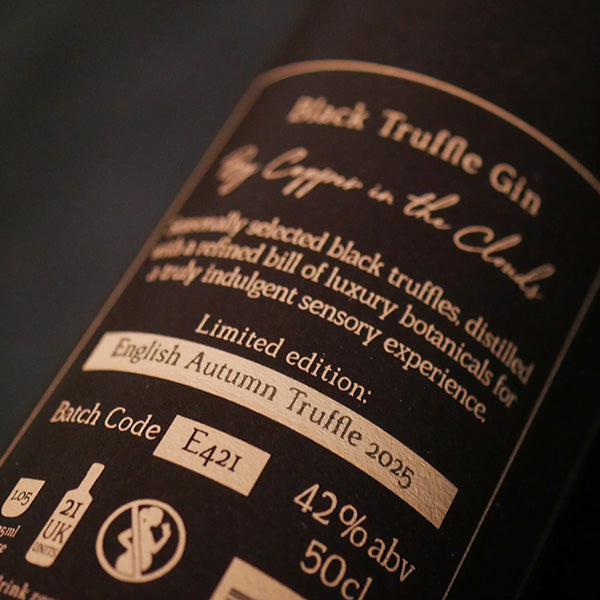 Black Truffle Gin
By Copper in the Clouds
Seasonally selected black truffles, distilled
with a refined bill of luxury botanicals for
a truly indulgent sensory experience.
Limited edition:
English Autumn Truffle 2025
Batch Code E421
42%abv
50cl
1.05
21
UK
UNITS